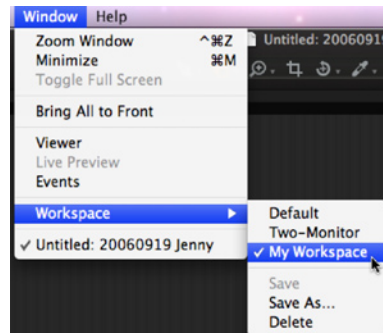 Window Help
Zoom Window ^⌘Z
Minimize ⌘M
Toggle Full Screen
Bring All to Front
Viewer
Live Preview
Events
Workspace ▶
✓ Untitled: 20060919 Jenny
Untitled: 2006091
Default
Two-Monitor
✓ My Workspace
Save
Save As...
Delete